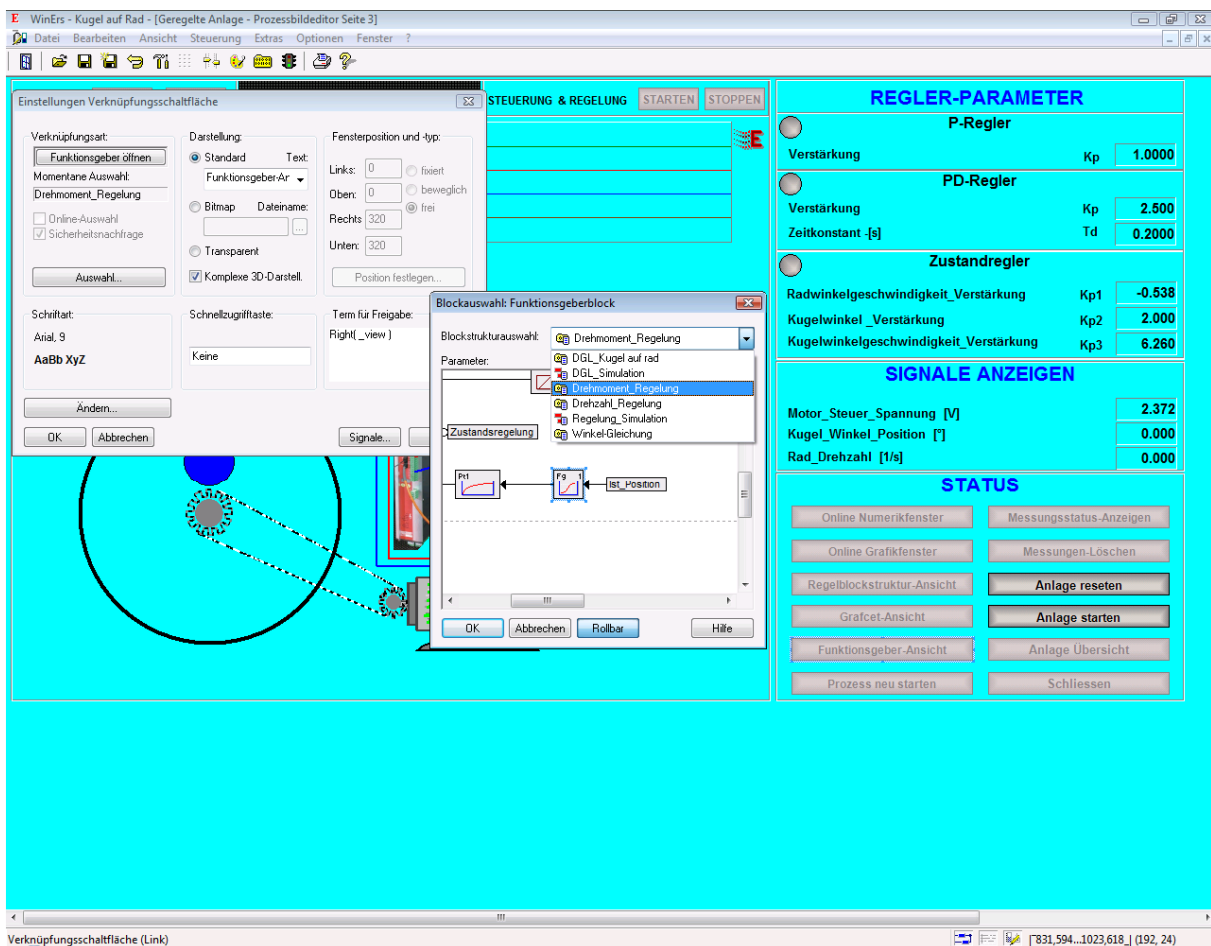 WinErs - Kugel auf Rad - [Geregelte Anlage - Prozessbildeditor Seite 3]
Datei Bearbeiten Ansicht Steuerung Extras Optionen Fenster ?
Einstellungen Verknüpfungsschaltfläche
Verknüpfungsart:
Funktionsgeber öffnen
Momentane Auswahl:
Drehmoment_Regelung
Online-Auswahl
Sicherheitsnachfrage
Auswahl...
Darstellung:
Standard Text:
Funktionsgeber-Ar
Bitmap Dateiname:
...
Transparent
Komplexe 3D-Darstell.
Fensterposition und -typ:
Links: 0 fixiert
Oben: 0 beweglich
frei
Rechts 320
Unten: 320
Position festlegen...
Schriftart:
Arial, 9
AaBb XyZ
Ändern...
Schnellzugrifftaste:
Keine
Term für Freigabe:
Right(_view )
OK Abbrechen Signale...
STEUERUNG & REGELUNG STARTEN STOPPEN
E
Blockauswahl: Funktionsgeberblock
Blockstrukturauswahl: Drehmoment_Regelung
Parameter:
DGL_Kugel auf rad
DGL_Simulation
Drehmoment_Regelung
Drehzahl_Regelung
Regelung_Simulation
Winkel-Gleichung
Zustandsregelung
Pt1 Fg 1 Ist_Position
OK Abbrechen Rollbar Hilfe
REGLER-PARAMETER
P-Regler
Verstärkung Kp 1.0000
PD-Regler
Verstärkung Kp 2.500
Zeitkonstant -[s] Td 0.2000
Zustandregler
Radwinkelgeschwindigkeit_Verstärkung Kp1 -0.538
Kugelwinkel _Verstärkung Kp2 2.000
Kugelwinkelgeschwindigkeit_Verstärkung Kp3 6.260
SIGNALE ANZEIGEN
Motor_Steuer_Spannung [V] 2.372
Kugel_Winkel_Position [°] 0.000
Rad_Drehzahl [1/s] 0.000
STATUS
Online Numerikfenster Messungsstatus-Anzeigen
Online Grafikfenster Messungen-Löschen
Regelblockstruktur-Ansicht Anlage reseten
Grafcet-Ansicht Anlage starten
Funktionsgeber-Ansicht Anlage Übersicht
Prozess neu starten Schliessen
Verknüpfungsschaltfläche (Link) |¯831,594...1023,618_| (192, 24)